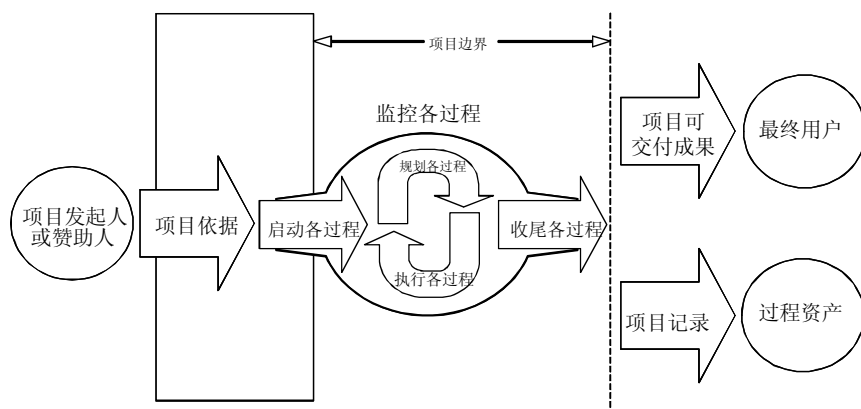 项目边界
监控各过程
规划各过程
项目可
交付成果
最终用户
项目发起人
或赞助人
项目依据
启动各过程
收尾各过程
执行各过程
项目记录
过程资产